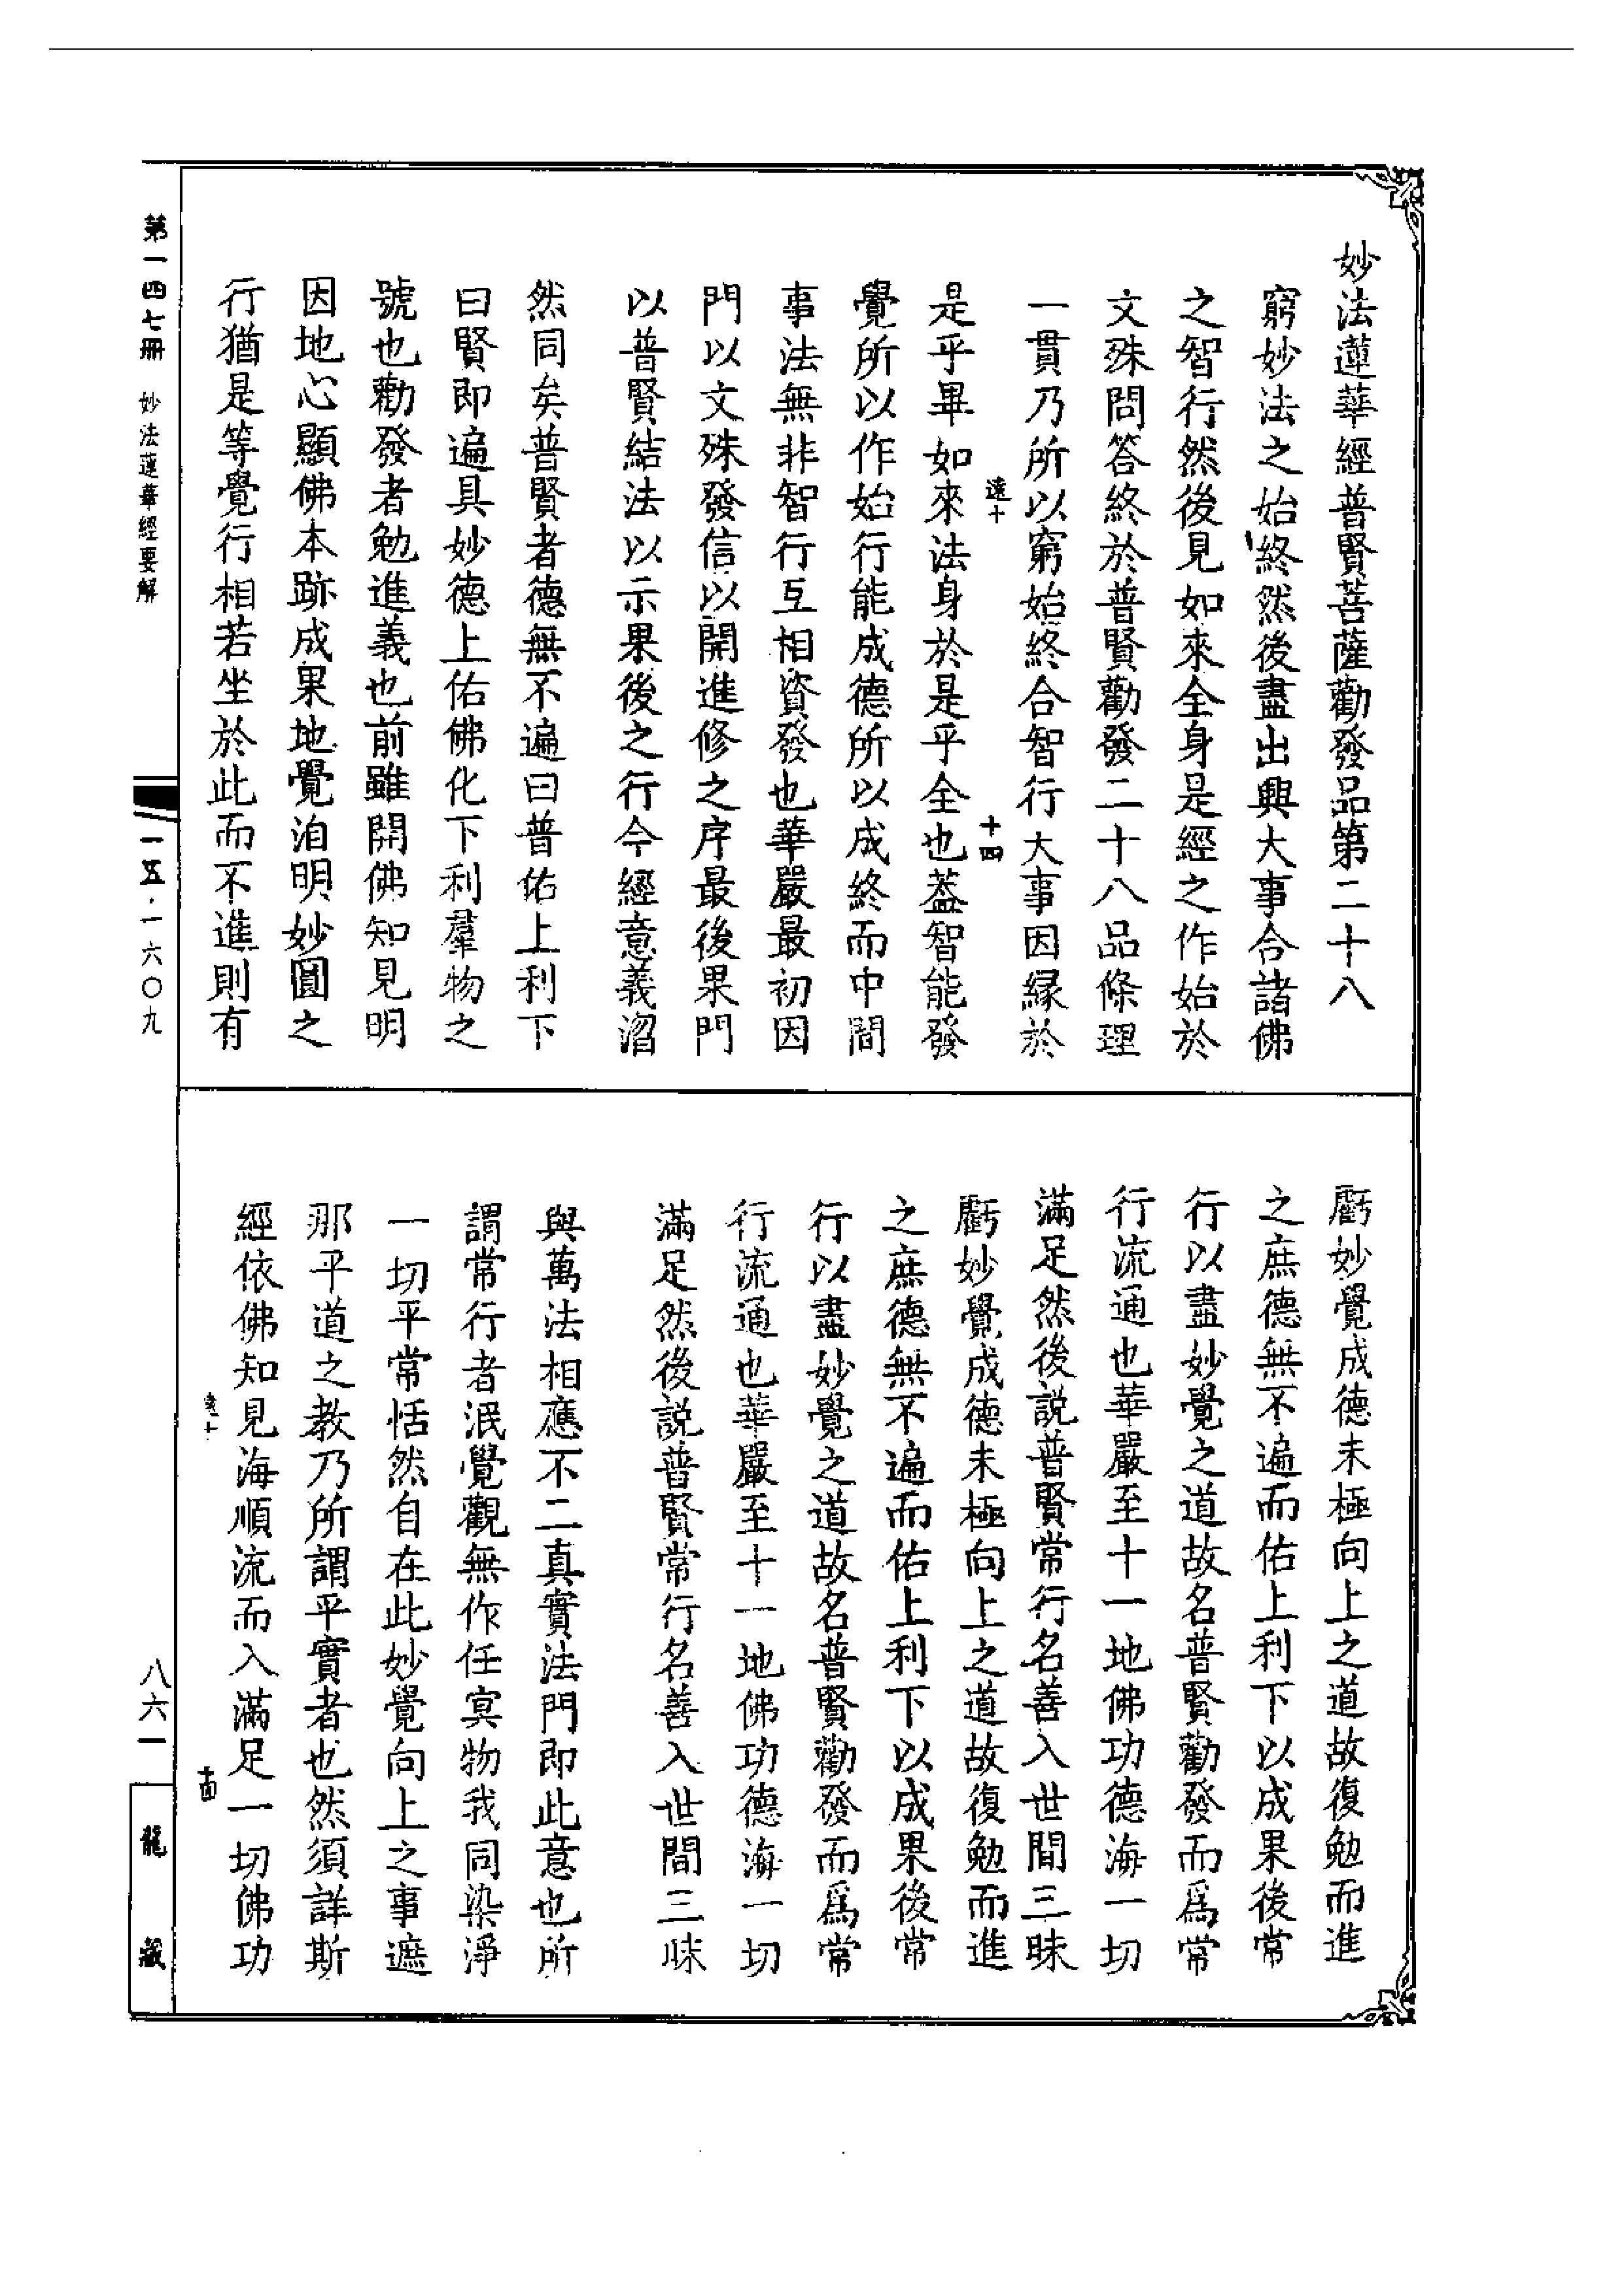 妙法蓮華經普賢菩薩勸發品第二十八
窮妙法之始終然後盡出興大事合諸佛
之智行然後見如來全身是經之作始於
文殊問答終於普賢勸發二十八品條理
一貫乃所以窮始終合智行大事因緣於
遠十
十四
是乎畢如來法身於是乎全也蓋智能發
覺所以作始行能成德所以成終而中間
事法無非智行互相資發也華嚴最初因
門以文殊發信以開進修之序最後果門
以普賢結法以示果後之行今經意義㴞
然同矣普賢者德無不遍曰普佑上利下
曰賢即遍具妙德上佑佛化下利羣物之
號也勸發者勉進義也前雖開佛知見明
因地心顯佛本跡成果地覺洎明妙圓之
行猶是等覺行相若坐於此而不進則有
虧妙覺成德未極向上之道故復勉而進
之庶德無不遍而佑上利下以成果後常
行以盡妙覺之道故名普賢勸發而爲常
行流通也華嚴至十一地佛功德海一切
滿足然後說普賢常行名善入世間三昧
虧妙覺成德未極向上之道故復勉而進
之庶德無不遍而佑上利下以成果後常
行以盡妙覺之道故名普賢勸發而爲常
行流通也華嚴至十一地佛功德海一切
滿足然後說普賢常行名善入世間三昧
與萬法相應不二真實法門即此意也所
謂常行者泯覺觀無作任寞物我同染淨
一切平常恬然自在此妙覺向上之事遮
那平道之教乃所謂平實者也然須詳斯
經依佛知見海順流而入滿足一切佛功
遠十
十四
第一四七冊 妙法蓮華經要解
一五·一六〇九
八六一
龍藏